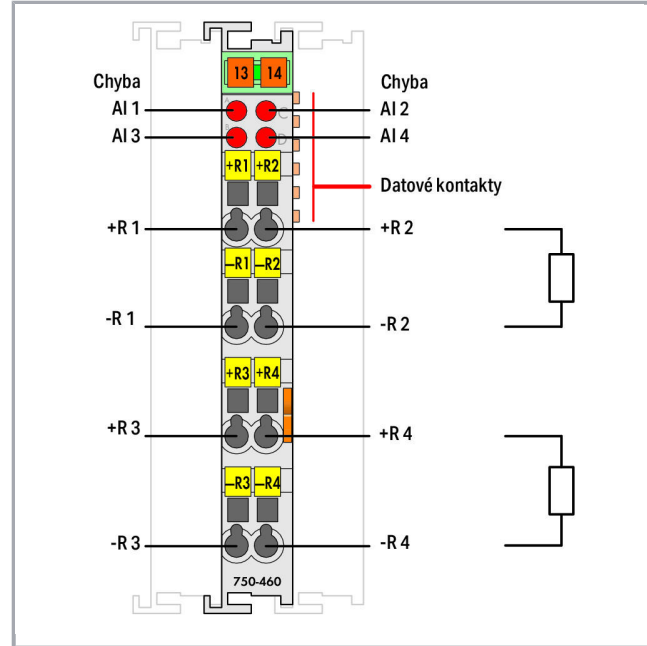 13 14
Chyba Chyba
AI 1 C AI 2
AI 3 D AI 4
+R1 +R2
Datové kontakty
+R 1 +R 2
–R1 –R2
-R 1 -R 2
+R3 +R4
+R 3 +R 4
–R3 –R4
-R 3 -R 4
750-460